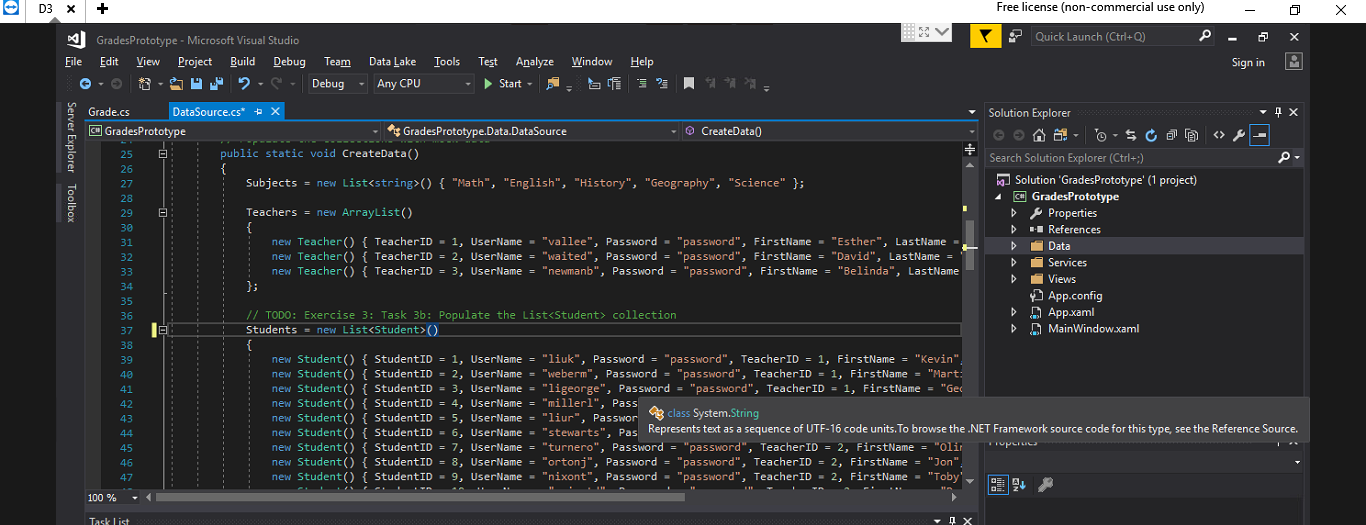 D3
Free license (non-commercial use only)
GradesPrototype - Microsoft Visual Studio
Quick Launch (Ctrl+Q)
File Edit View Project Build Debug Team Data Lake Tools Test Analyze Window Help
Sign in
Debug Any CPU Start
Server Explorer
Toolbox
Grade.cs DataSource.cs*
GradesPrototype GradesPrototype.Data.DataSource CreateData()
25 public static void CreateData()
26 {
27 Subjects = new List<string>() { "Math", "English", "History", "Geography", "Science" };
28
29 Teachers = new ArrayList()
30 {
31 new Teacher() { TeacherID = 1, UserName = "vallee", Password = "password", FirstName = "Esther", LastName =
32 new Teacher() { TeacherID = 2, UserName = "waited", Password = "password", FirstName = "David", LastName = "
33 new Teacher() { TeacherID = 3, UserName = "newmanb", Password = "password", FirstName = "Belinda", LastName
34 };
35
36 // TODO: Exercise 3: Task 3b: Populate the List<Student> collection
37 Students = new List<Student>()
38 {
39 new Student() { StudentID = 1, UserName = "liuk", Password = "password", TeacherID = 1, FirstName = "Kevin",
40 new Student() { StudentID = 2, UserName = "weberm", Password = "password", TeacherID = 1, FirstName = "Marti
41 new Student() { StudentID = 3, UserName = "ligeorge", Password = "password", TeacherID = 1, FirstName = "Geo
42 new Student() { StudentID = 4, UserName = "millerl", Pass
43 new Student() { StudentID = 5, UserName = "liur", Passwor
44 new Student() { StudentID = 6, UserName = "stewarts", Pas
45 new Student() { StudentID = 7, UserName = "turnero", Password = "password", TeacherID = 2, FirstName = "Oli
46 new Student() { StudentID = 8, UserName = "ortonj", Password = "password", TeacherID = 2, FirstName = "Jon",
47 new Student() { StudentID = 9, UserName = "nixont", Password = "password", TeacherID = 2, FirstName = "Toby"
class System.String
Represents text as a sequence of UTF-16 code units.To browse the .NET Framework source code for this type, see the Reference Source.
100 %
Task List
Solution Explorer
Search Solution Explorer (Ctrl+;)
Solution 'GradesPrototype' (1 project)
GradesPrototype
Properties
References
Data
Services
Views
App.config
App.xaml
MainWindow.xaml
Properties